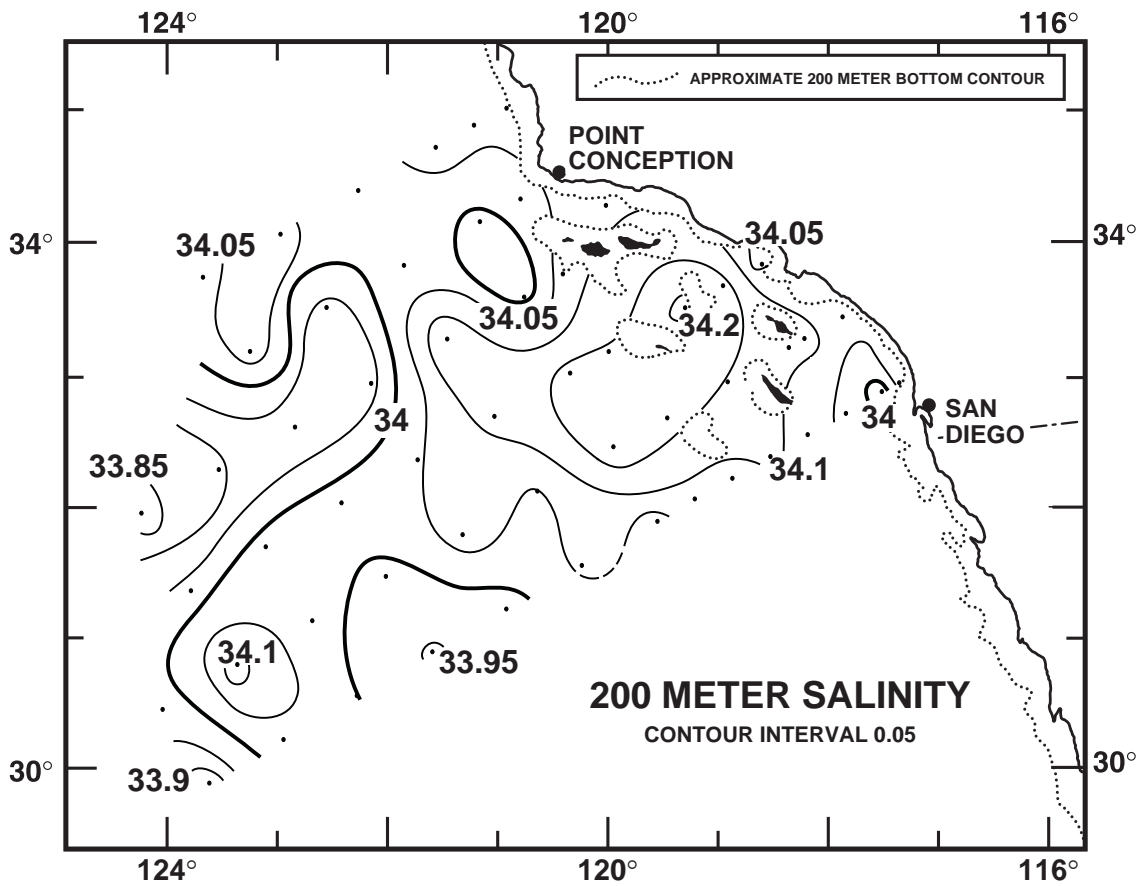 124° 120° 116°
APPROXIMATE 200 METER BOTTOM CONTOUR
POINT
CONCEPTION
34° 34°
34.05 34.05
34.05 34.2
34 34
SAN
DIEGO
33.85 34.1
34.1 33.95
200 METER SALINITY
CONTOUR INTERVAL 0.05
30° 30°
33.9
124° 120° 116°